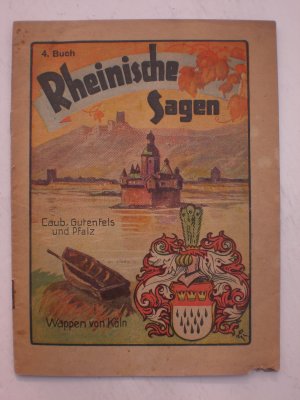 4. Buch
Rheinische
Sagen
Caub, Gutenfels
und Pfalz
Wappen von Köln